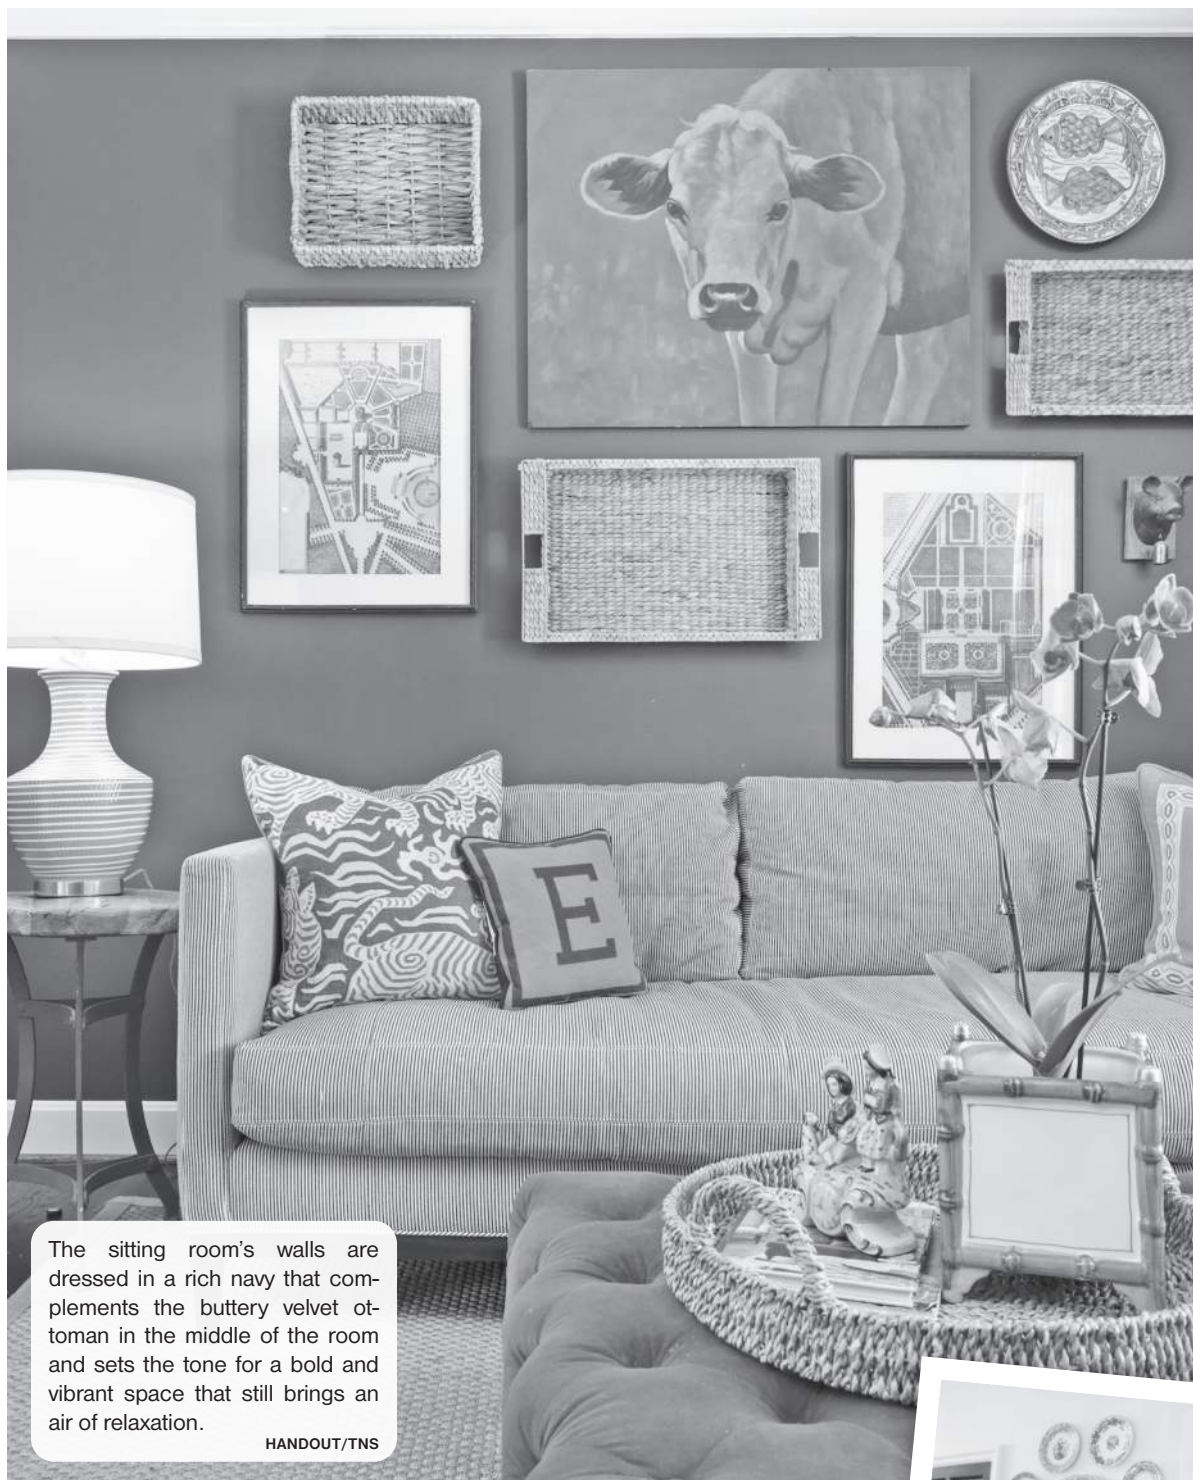 E
The sitting room's walls are
dressed in a rich navy that com-
plements the buttery velvet ot-
toman in the middle of the room
and sets the tone for a bold and
vibrant space that still brings an
air of relaxation.
HANDOUT/TNS